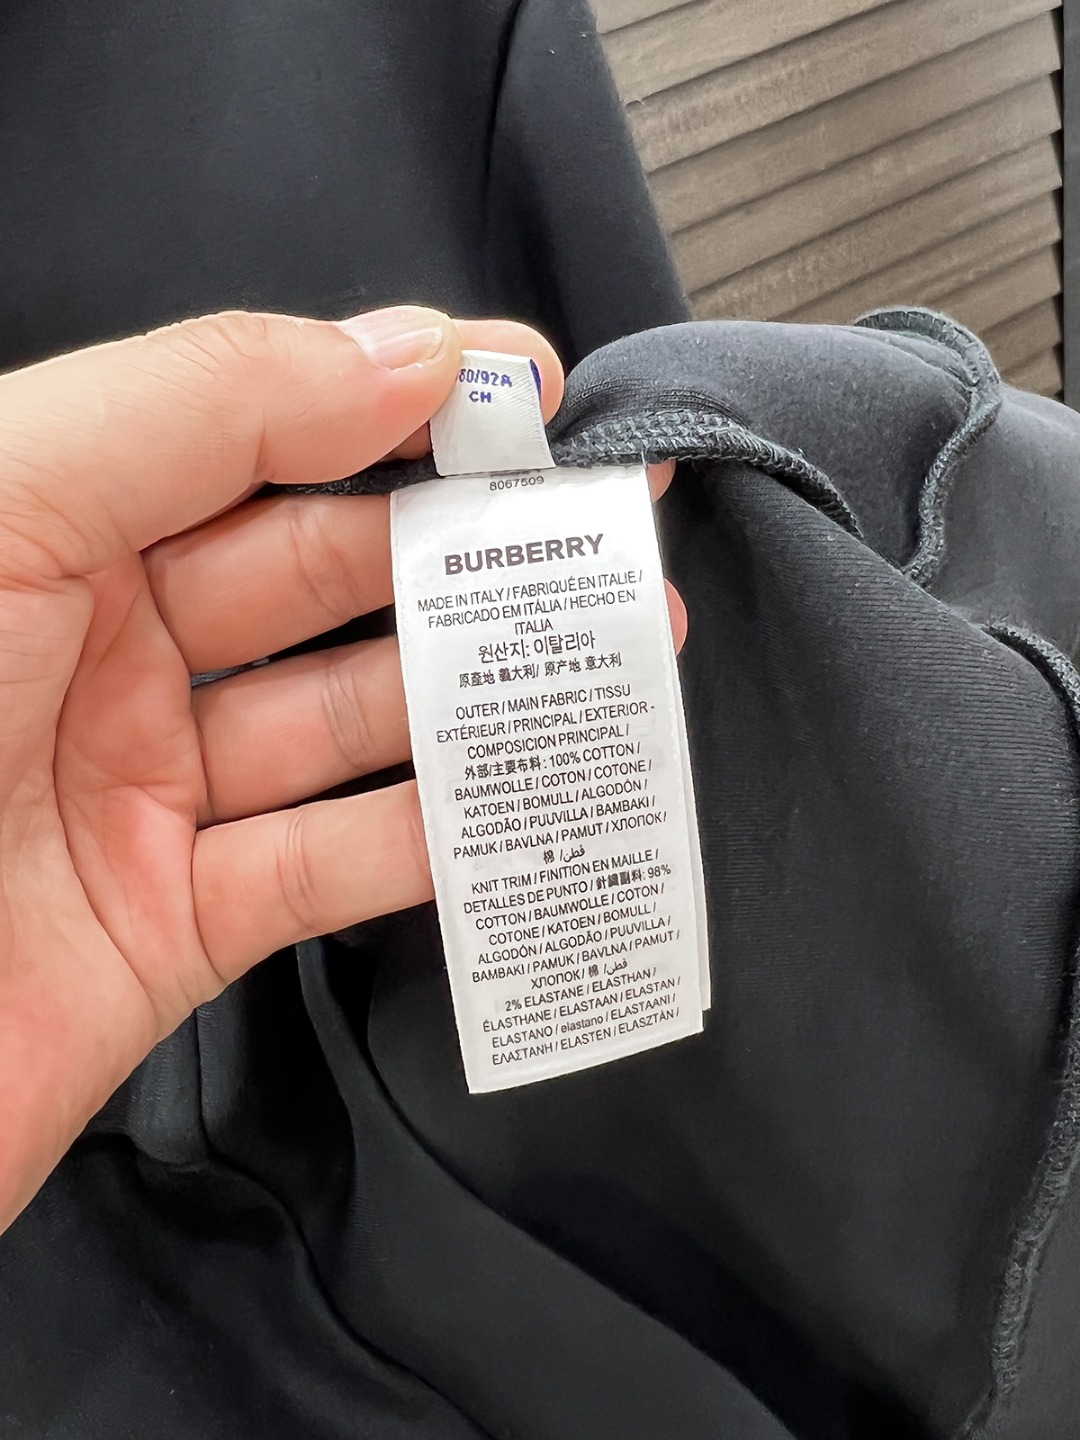 60/92A
CH
8067509
BURBERRY
MADE IN ITALY / FABRIQUÉ EN ITALIE /
FABRICADO EM ITÁLIA / HECHO EN
ITALIA
원산지: 이탈리아
原產地 義大利/ 原产地 意大利
OUTER / MAIN FABRIC / TISSU
EXTÉRIEUR / PRINCIPAL / EXTERIOR -
COMPOSICION PRINCIPAL /
外部/主要布料: 100% COTTON /
BAUMWOLLE / COTON / COTONE /
KATOEN / BOMULL / ALGODÓN /
ALGODÃO / PUUVILLA / BAMBAKI /
PAMUK / BAVLNA / PAMUT / ХЛОПОК /
棉 /قطن
KNIT TRIM / FINITION EN MAILLE /
DETALLES DE PUNTO / 針織副料: 98%
COTTON / BAUMWOLLE / COTON /
COTONE / KATOEN / BOMULL /
ALGODÓN / ALGODÃO / PUUVILLA /
BAMBAKI / PAMUK / BAVLNA / PAMUT /
ХЛОПОК / 棉 /قطن
2% ELASTANE / ELASTHAN /
ÉLASTHANE / ELASTAAN / ELASTAN /
ELASTANO / elastano / ELASTAANI /
ΕΛΑΣΤΑΝΗ / ELASTEN / ELASZTÁN /